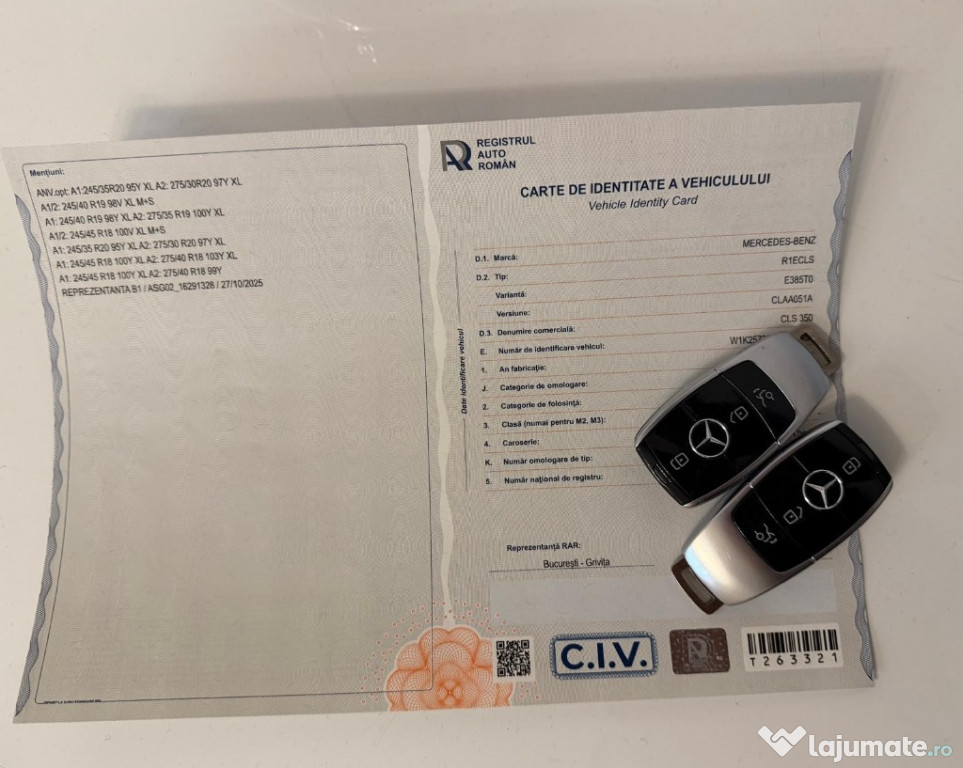 Mențiuni:
ANV.opt: A1:245/35R20 95Y XL A2: 275/30R20 97Y XL
A1/2: 245/40 R19 98V XL M+S
A1: 245/40 R19 98Y XL A2: 275/35 R19 100Y XL
A1/2: 245/45 R18 100V XL M+S
A1: 245/35 R20 95Y XL A2: 275/30 R20 97Y XL
A1: 245/45 R18 100Y XL A2: 275/40 R18 103Y XL
A1: 245/45 R18 100Y XL A2: 275/40 R18 99Y
REPREZENTANTA B1 / ASG02_16291328 / 27/10/2025
REGISTRUL
AUTO
ROMÂN
CARTE DE IDENTITATE A VEHICULULUI
Vehicle Identity Card
Date identificare vehicul
D.1. Marcă: MERCEDES-BENZ
D.2. Tip: R1ECLS
Variantă: E385T0
Versiune: CLAA051A
D.3. Denumire comercială: CLS 350
E. Număr de identificare vehicul: W1K257
1. An fabricație:
J. Categorie de omologare:
2. Categorie de folosință:
3. Clasă (numai pentru M2, M3):
4. Caroserie:
K. Număr omologare de tip:
5. Număr național de registru:
Reprezentanță RAR:
București - Grivița
C.I.V.
T263321
lajumate.ro